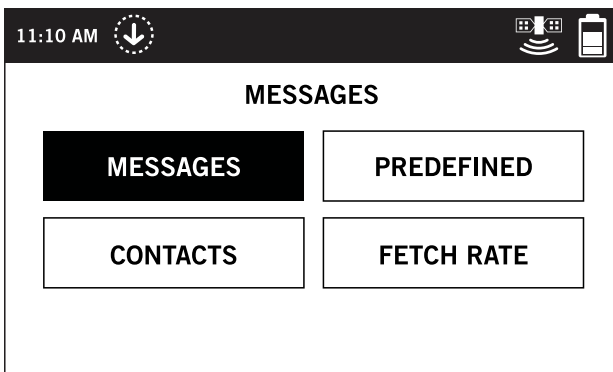 11:10 AM
MESSAGES
MESSAGES PREDEFINED
CONTACTS FETCH RATE